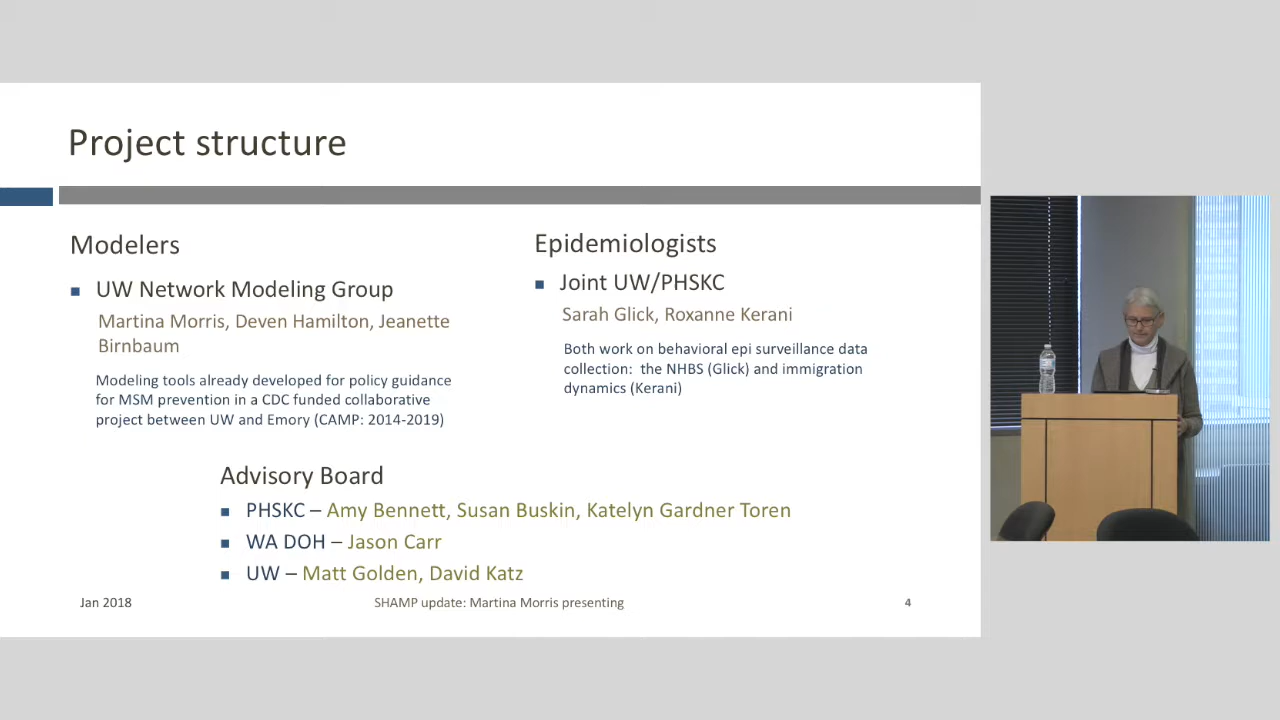 Project structure
Modelers
UW Network Modeling Group
Martina Morris, Deven Hamilton, Jeanette
Birnbaum
Modeling tools already developed for policy guidance
for MSM prevention in a CDC funded collaborative
project between UW and Emory (CAMP: 2014-2019)
Epidemiologists
Joint UW/PHSKC
Sarah Glick, Roxanne Kerani
Both work on behavioral epi surveillance data
collection: the NHBS (Glick) and immigration
dynamics (Kerani)
Advisory Board
PHSKC – Amy Bennett, Susan Buskin, Katelyn Gardner Toren
WA DOH – Jason Carr
UW – Matt Golden, David Katz
Jan 2018
SHAMP update: Martina Morris presenting
4